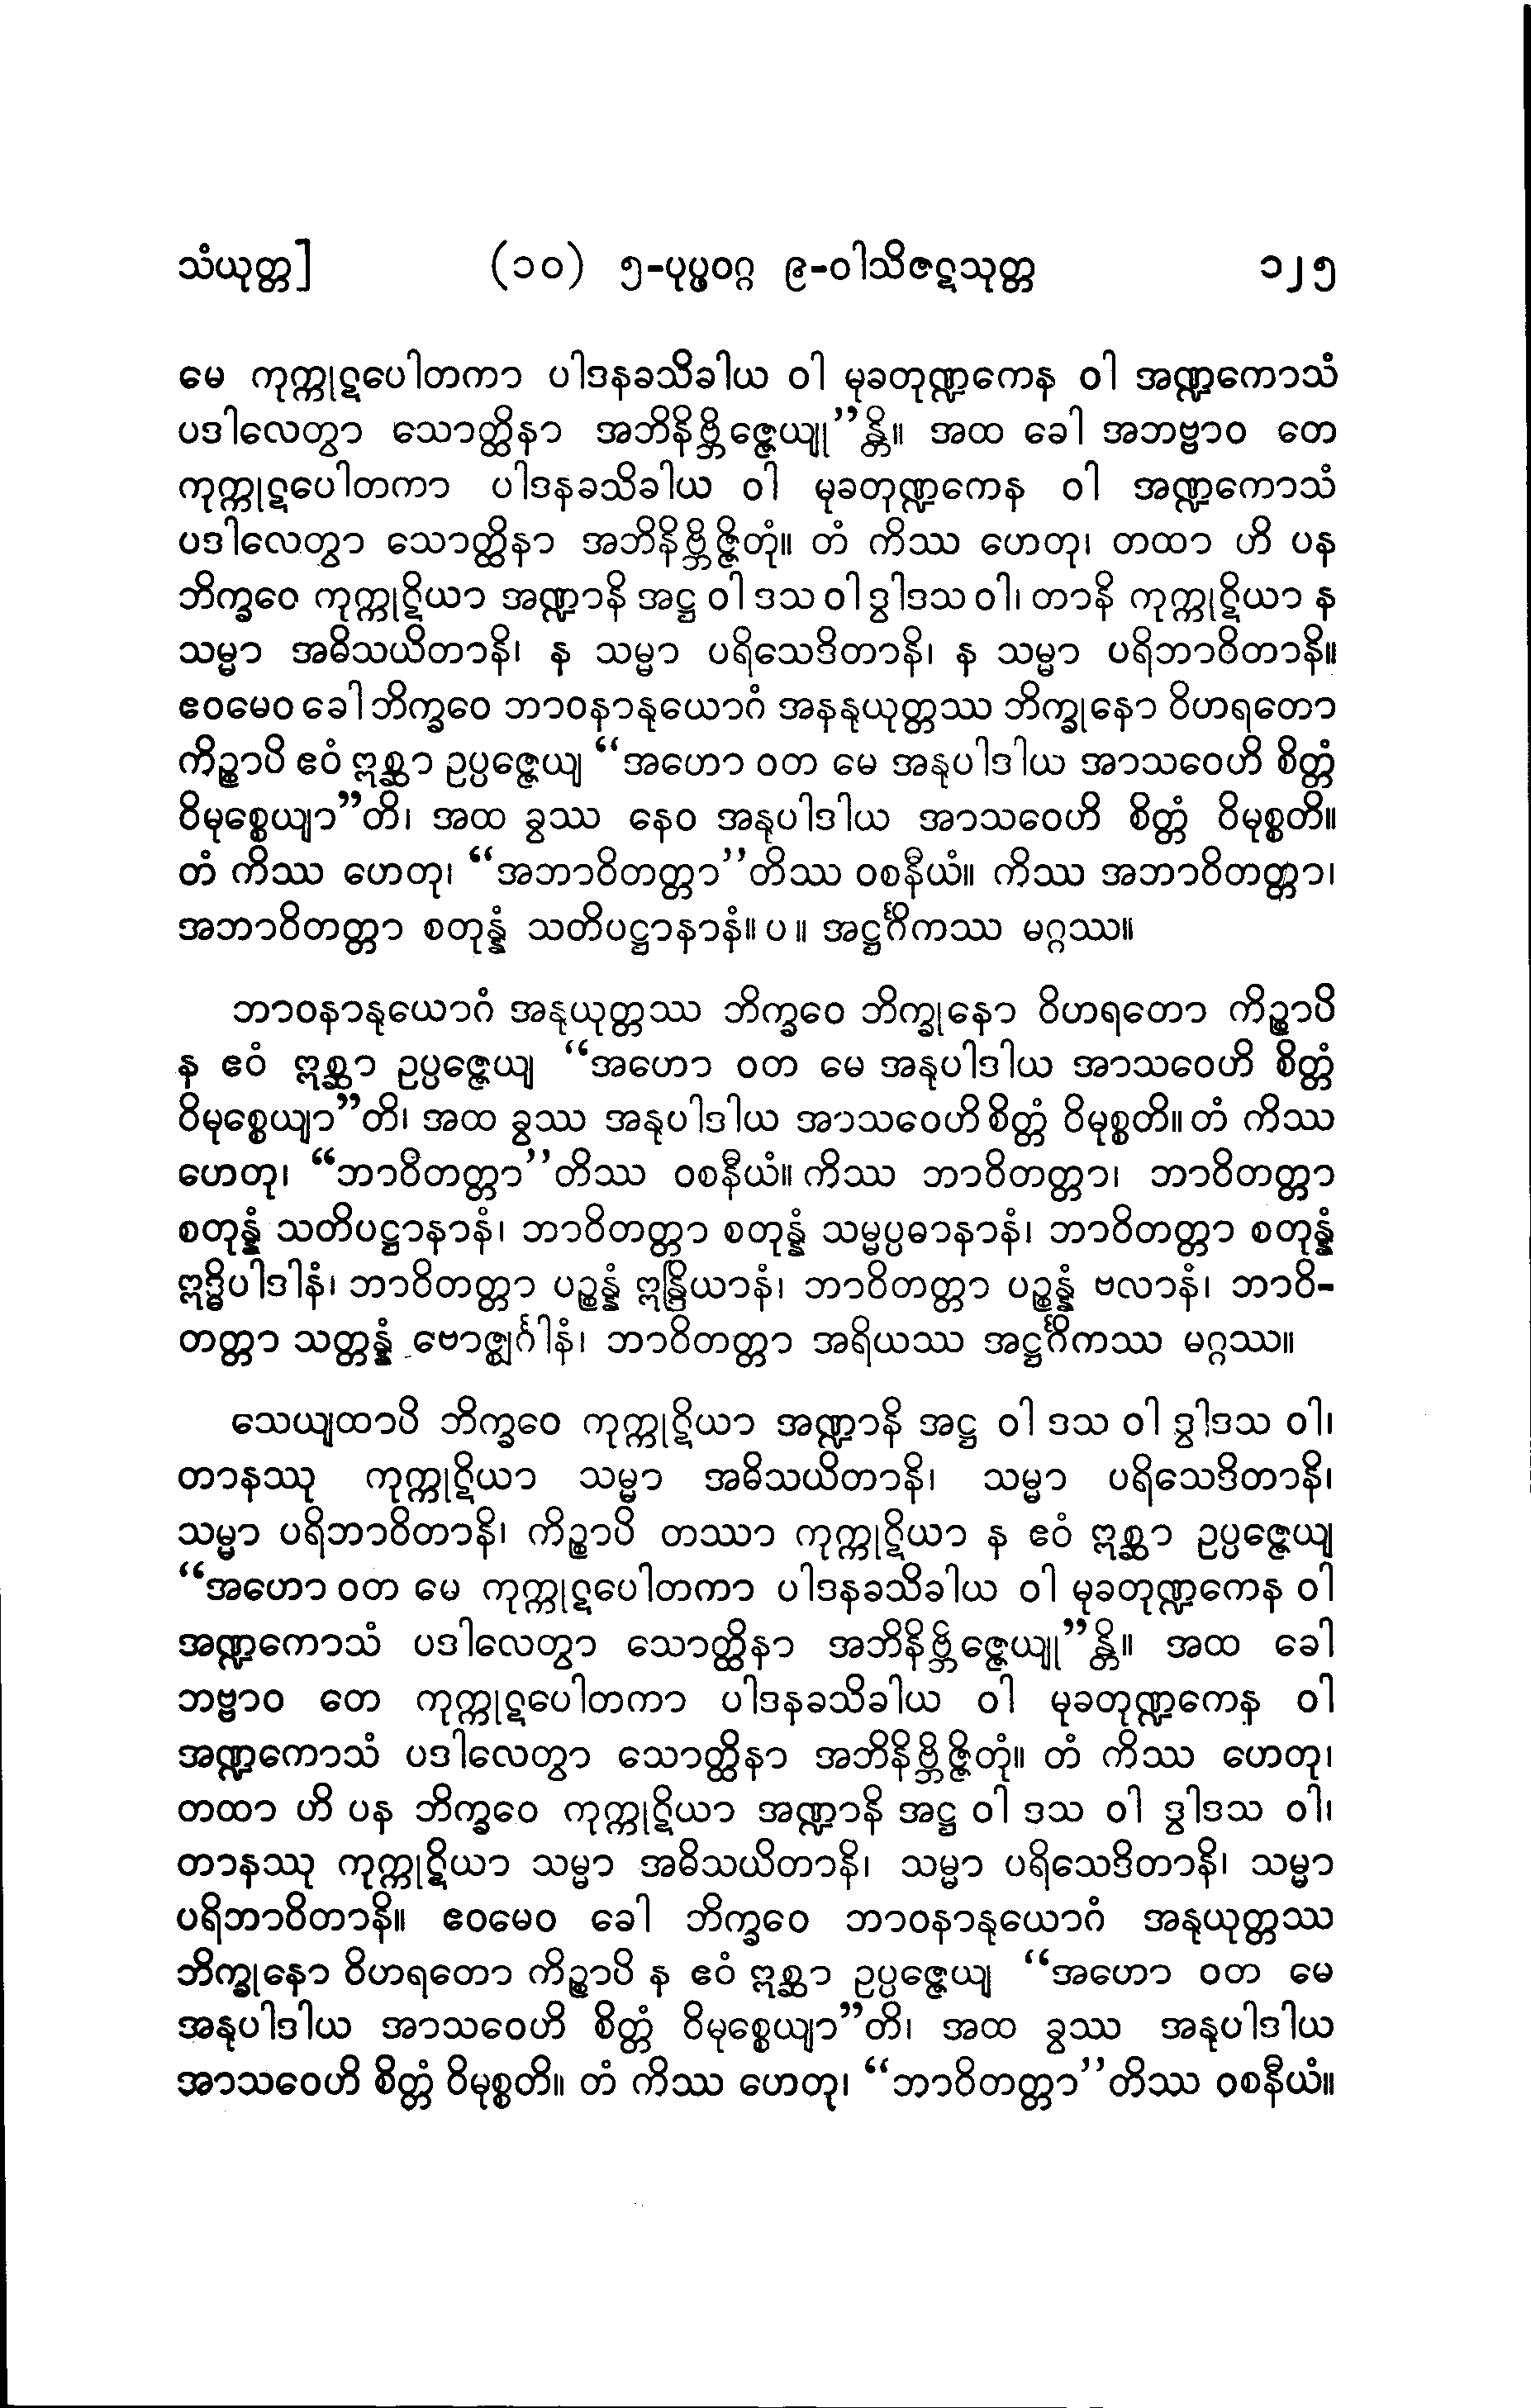 သံယုတ္တ] (၁၀) ၅-ပုပ္ဖဝဂ္ဂ ၉-ဝါသိဇဋသုတ္တ ၁၂၅
မေ ကုက္ကုဋပေါတကာ ပါဒနခသိခါယ ဝါ မုခတုဏ္ဍကေန ဝါ အဏ္ဍကောသံ
ပဒါလေတွာ သောတ္ထိနာ အဘိနိဗ္ဘိဇ္ဇေယျု”န္တိ။ အထ ခေါ အဘဗ္ဗာဝ တေ
ကုက္ကုဋပေါတကာ ပါဒနခသိခါယ ဝါ မုခတုဏ္ဍကေန ဝါ အဏ္ဍကောသံ
ပဒါလေတွာ သောတ္ထိနာ အဘိနိဗ္ဘိဇ္ဇိတုံ။ တံ ကိဿ ဟေတု၊ တထာ ဟိ ပန
ဘိက္ခဝေ ကုက္ကုဋိယာ အဏ္ဍာနိ အဋ္ဌ ဝါ ဒသ ဝါ ဒွါဒသ ဝါ၊ တာနိ ကုက္ကုဋိယာ န
သမ္မာ အဓိသယိတာနိ၊ န သမ္မာ ပရိသေဒိတာနိ၊ န သမ္မာ ပရိဘာဝိတာနိ။
ဧဝမေဝ ခေါ ဘိက္ခဝေ ဘာဝနာနုယောဂံ အနနုယုတ္တဿ ဘိက္ခုနော ဝိဟရတော
ကိဉ္စာပိ ဧဝံ ဣစ္ဆာ ဥပ္ပဇ္ဇေယျ “အဟော ဝတ မေ အနုပါဒါယ အာသဝေဟိ စိတ္တံ
ဝိမုစ္စေယျာ”တိ၊ အထ ခွဿ နေဝ အနုပါဒါယ အာသဝေဟိ စိတ္တံ ဝိမုစ္စတိ။
တံ ကိဿ ဟေတု၊ “အဘာဝိတတ္တာ”တိဿ ဝစနီယံ။ ကိဿ အဘာဝိတတ္တာ၊
အဘာဝိတတ္တာ စတုန္နံ သတိပဋ္ဌာနာနံ။ ပ ။ အဋ္ဌင်္ဂိကဿ မဂ္ဂဿ။
ဘာဝနာနုယောဂံ အနုယုတ္တဿ ဘိက္ခဝေ ဘိက္ခုနော ဝိဟရတော ကိဉ္စာပိ
န ဧဝံ ဣစ္ဆာ ဥပ္ပဇ္ဇေယျ “အဟော ဝတ မေ အနုပါဒါယ အာသဝေဟိ စိတ္တံ
ဝိမုစ္စေယျာ”တိ၊ အထ ခွဿ အနုပါဒါယ အာသဝေဟိ စိတ္တံ ဝိမုစ္စတိ။ တံ ကိဿ
ဟေတု၊ “ဘာဝိတတ္တာ”တိဿ ဝစနီယံ။ ကိဿ ဘာဝိတတ္တာ၊ ဘာဝိတတ္တာ
စတုန္နံ သတိပဋ္ဌာနာနံ၊ ဘာဝိတတ္တာ စတုန္နံ သမ္မပ္ပဓာနာနံ၊ ဘာဝိတတ္တာ စတုန္နံ
ဣဒ္ဓိပါဒါနံ၊ ဘာဝိတတ္တာ ပဉ္စန္နံ ဣန္ဒြိယာနံ၊ ဘာဝိတတ္တာ ပဉ္စန္နံ ဗလာနံ၊ ဘာဝိ-
တတ္တာ သတ္တန္နံ ဗောဇ္ဈင်္ဂါနံ၊ ဘာဝိတတ္တာ အရိယဿ အဋ္ဌင်္ဂိကဿ မဂ္ဂဿ။
သေယျထာပိ ဘိက္ခဝေ ကုက္ကုဋိယာ အဏ္ဍာနိ အဋ္ဌ ဝါ ဒသ ဝါ ဒွါဒသ ဝါ၊
တာနဿု ကုက္ကုဋိယာ သမ္မာ အဓိသယိတာနိ၊ သမ္မာ ပရိသေဒိတာနိ၊
သမ္မာ ပရိဘာဝိတာနိ၊ ကိဉ္စာပိ တဿာ ကုက္ကုဋိယာ န ဧဝံ ဣစ္ဆာ ဥပ္ပဇ္ဇေယျ
“အဟော ဝတ မေ ကုက္ကုဋပေါတကာ ပါဒနခသိခါယ ဝါ မုခတုဏ္ဍကေန ဝါ
အဏ္ဍကောသံ ပဒါလေတွာ သောတ္ထိနာ အဘိနိဗ္ဘိဇ္ဇေယျု”န္တိ။ အထ ခေါ
ဘဗ္ဗာဝ တေ ကုက္ကုဋပေါတကာ ပါဒနခသိခါယ ဝါ မုခတုဏ္ဍကေန ဝါ
အဏ္ဍကောသံ ပဒါလေတွာ သောတ္ထိနာ အဘိနိဗ္ဘိဇ္ဇိတုံ။ တံ ကိဿ ဟေတု၊
တထာ ဟိ ပန ဘိက္ခဝေ ကုက္ကုဋိယာ အဏ္ဍာနိ အဋ္ဌ ဝါ ဒသ ဝါ ဒွါဒသ ဝါ၊
တာနဿု ကုက္ကုဋိယာ သမ္မာ အဓိသယိတာနိ၊ သမ္မာ ပရိသေဒိတာနိ၊ သမ္မာ
ပရိဘာဝိတာနိ။ ဧဝမေဝ ခေါ ဘိက္ခဝေ ဘာဝနာနုယောဂံ အနုယုတ္တဿ
ဘိက္ခုနော ဝိဟရတော ကိဉ္စာပိ န ဧဝံ ဣစ္ဆာ ဥပ္ပဇ္ဇေယျ “အဟော ဝတ မေ
အနုပါဒါယ အာသဝေဟိ စိတ္တံ ဝိမုစ္စေယျာ”တိ၊ အထ ခွဿ အနုပါဒါယ
အာသဝေဟိ စိတ္တံ ဝိမုစ္စတိ။ တံ ကိဿ ဟေတု၊ “ဘာဝိတတ္တာ”တိဿ ဝစနီယံ။